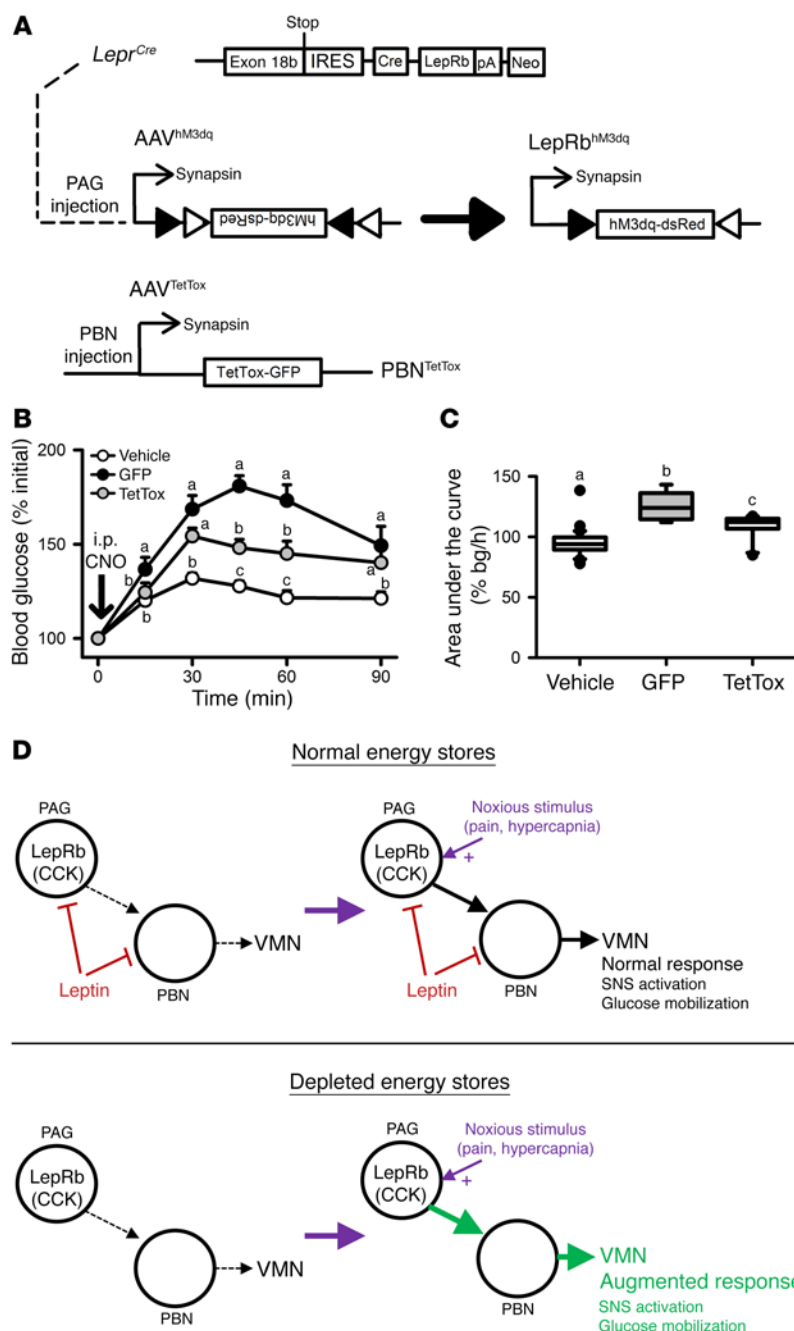 A
Stop
Lepr^Cre
Exon 18b IRES Cre LepRb pA Neo
AAV^hM3dq
LepRb^hM3dq
Synapsin
Synapsin
PAG
injection
hM3dq-dsRed
hM3dq-dsRed
AAV^TetTox
Synapsin
PBN
injection
TetTox-GFP
PBN^TetTox
B
Blood glucose (% initial)
200
150
100
Vehicle
GFP
TetTox
i.p.
CNO
a a a a a
b a b b a
b b c c b
0 30 60 90
Time (min)
C
Area under the curve
(% bg/h)
150
100
50
0
a b c
Vehicle GFP TetTox
D
Normal energy stores
PAG
LepRb
(CCK)
PBN
VMN
Leptin
PAG
LepRb
(CCK)
Noxious stimulus
(pain, hypercapnia)
+
Leptin
PBN
VMN
Normal response
SNS activation
Glucose mobilization
Depleted energy stores
PAG
LepRb
(CCK)
PBN
VMN
PAG
LepRb
(CCK)
Noxious stimulus
(pain, hypercapnia)
+
PBN
VMN
Augmented response
SNS activation
Glucose mobilization